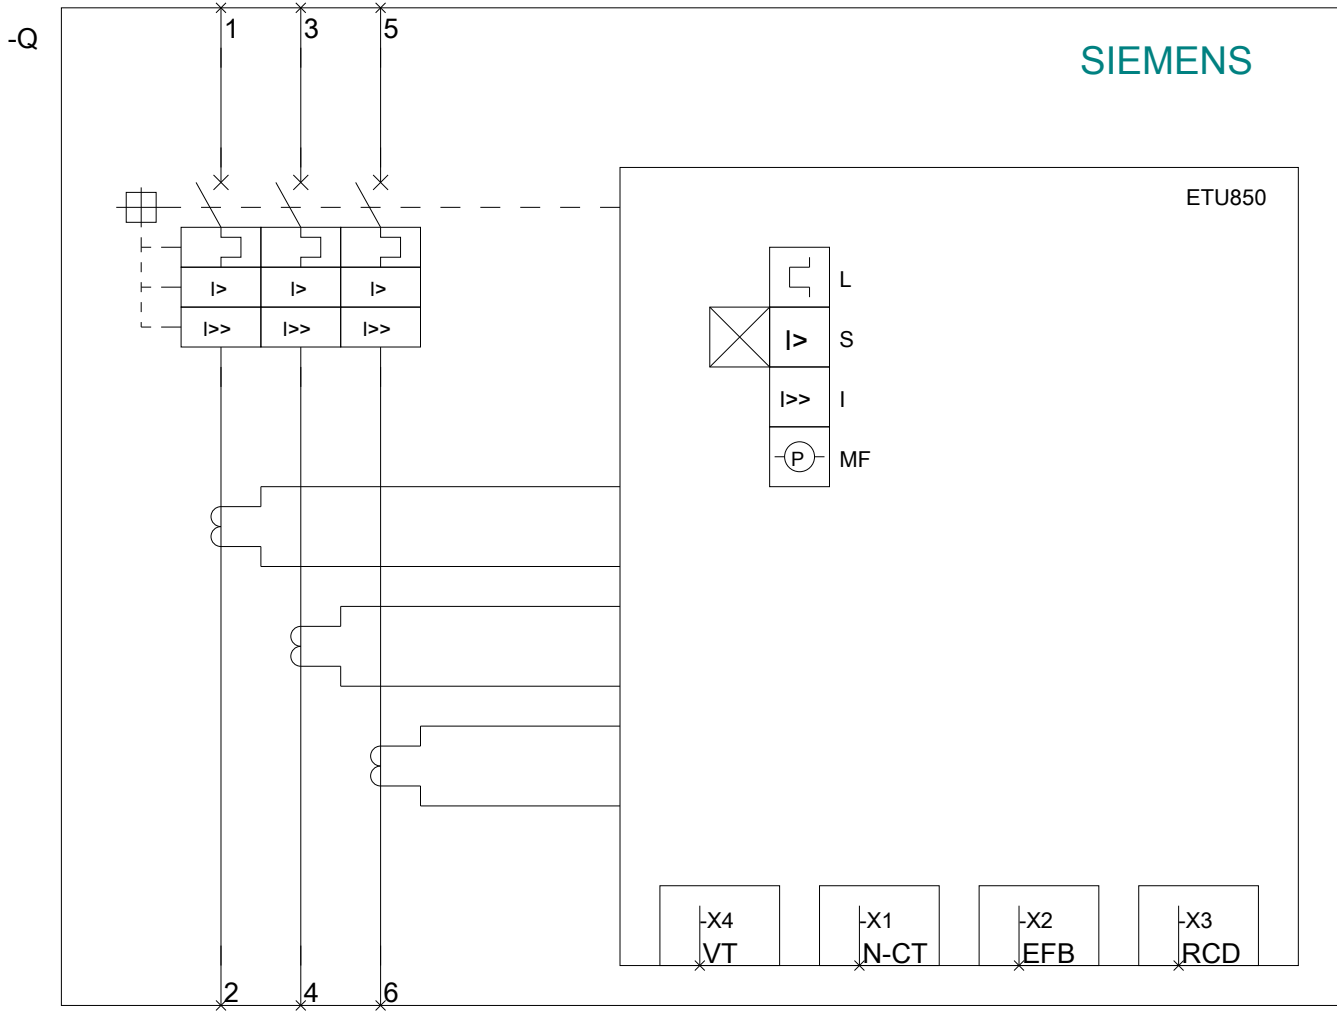 1 3 5
-Q
SIEMENS
ETU850
L
I> I> I>
I>> I>> I>>
I> S
I>> I
P MF
-X4 -X1 -X2 -X3
VT N-CT EFB RCD
2 4 6